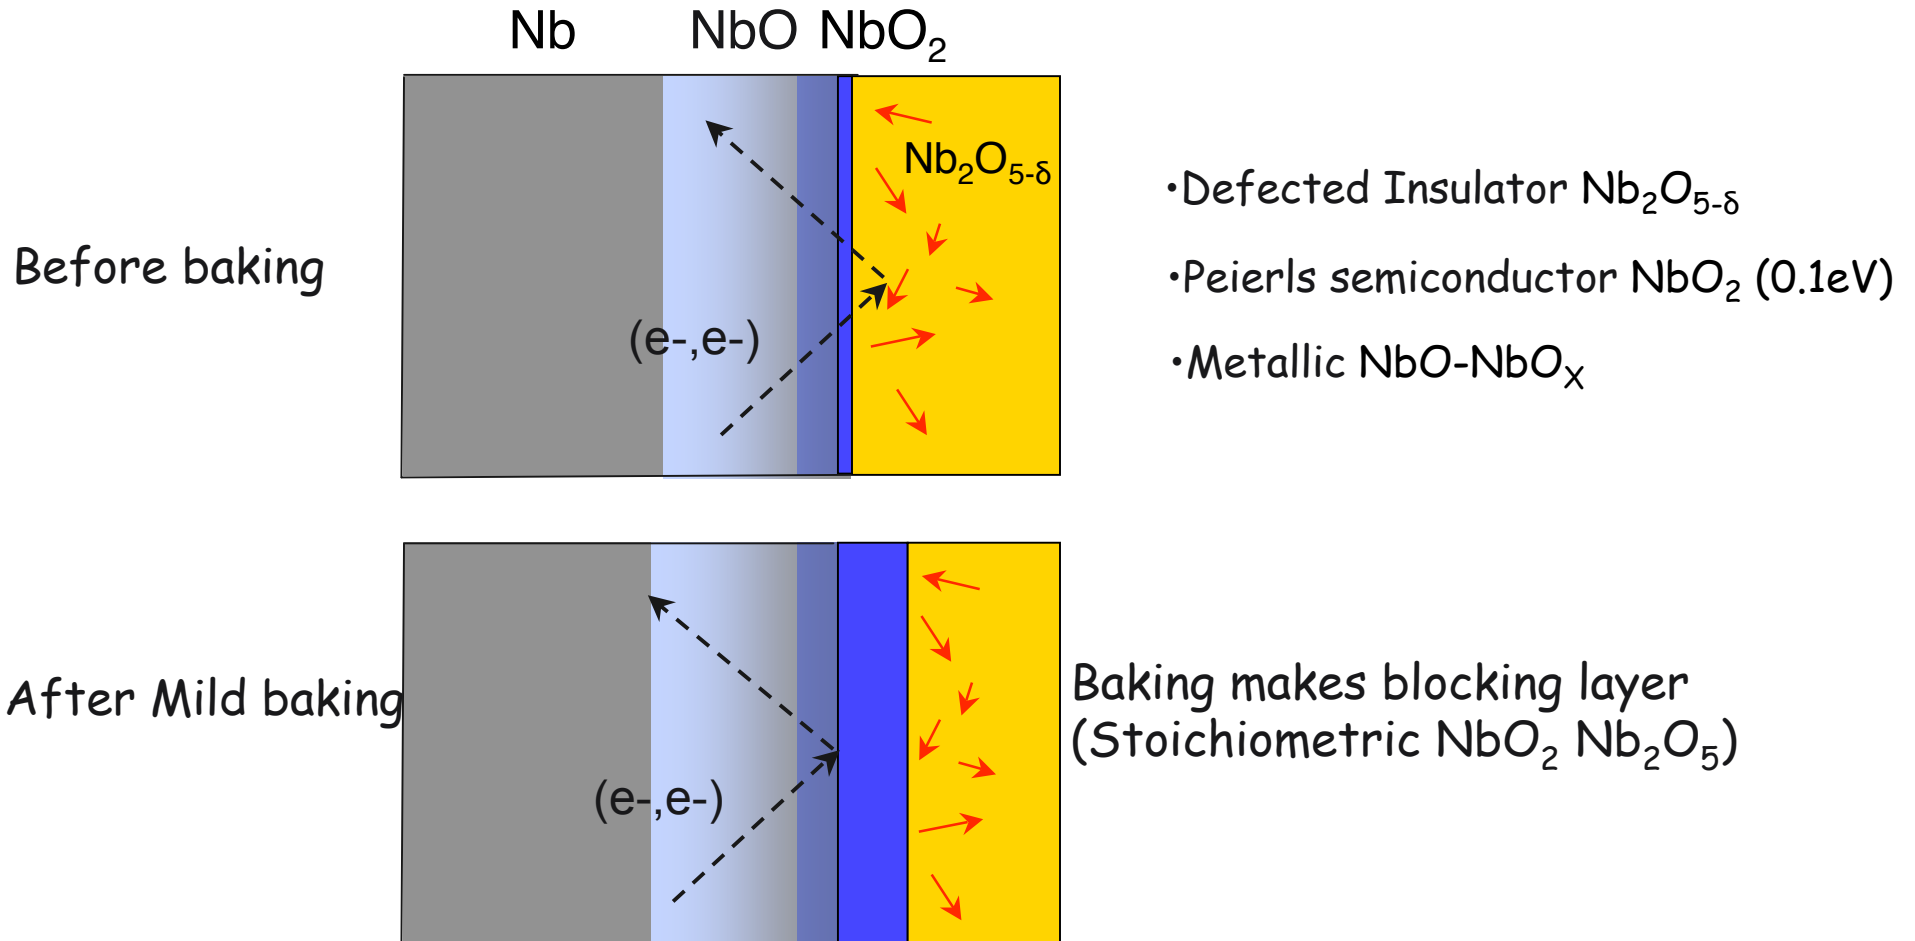 Nb NbO NbO₂
Nb₂O₅₋δ
•Defected Insulator Nb₂O₅₋δ
Before baking
•Peierls semiconductor NbO₂ (0.1eV)
(e-,e-)
•Metallic NbO-NbOₓ
After Mild baking
Baking makes blocking layer
(Stoichiometric NbO₂ Nb₂O₅)
(e-,e-)